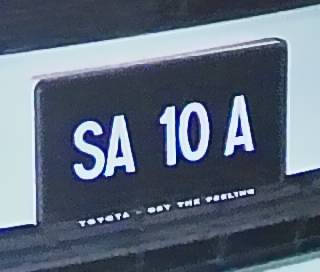 SA 10 A
TOYOTA - GET THE FEELING